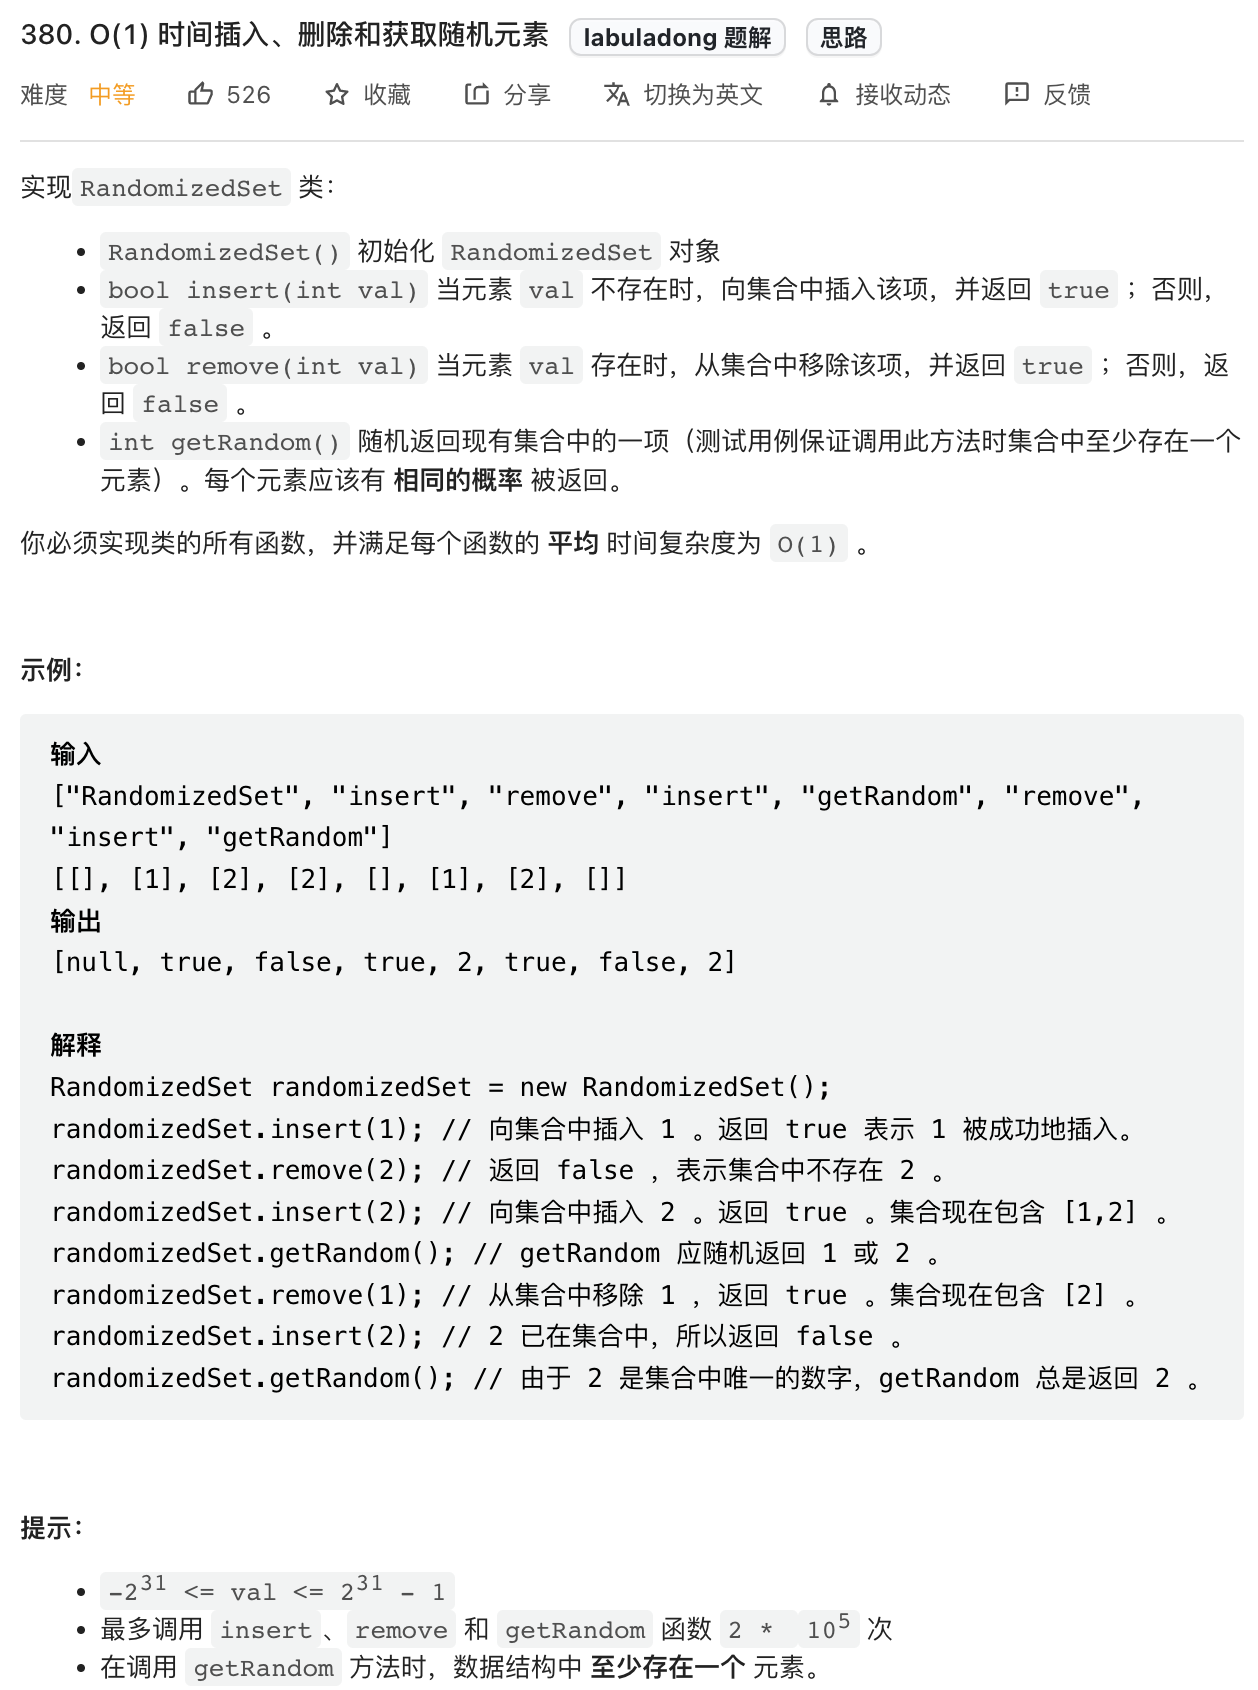 380. O(1) 时间插入、删除和获取随机元素 labuladong 题解 思路
难度 中等 526 收藏 分享 切换为英文 接收动态 反馈
实现 RandomizedSet 类：
• RandomizedSet() 初始化 RandomizedSet 对象
• bool insert(int val) 当元素 val 不存在时，向集合中插入该项，并返回 true ；否则，
返回 false 。
• bool remove(int val) 当元素 val 存在时，从集合中移除该项，并返回 true ；否则，返
回 false 。
• int getRandom() 随机返回现有集合中的一项（测试用例保证调用此方法时集合中至少存在一个
元素）。每个元素应该有 相同的概率 被返回。
你必须实现类的所有函数，并满足每个函数的 平均 时间复杂度为 O(1) 。
示例：
输入
["RandomizedSet", "insert", "remove", "insert", "getRandom", "remove",
"insert", "getRandom"]
[[], [1], [2], [2], [], [1], [2], []]
输出
[null, true, false, true, 2, true, false, 2]
解释
RandomizedSet randomizedSet = new RandomizedSet();
randomizedSet.insert(1); // 向集合中插入 1 。返回 true 表示 1 被成功地插入。
randomizedSet.remove(2); // 返回 false ，表示集合中不存在 2 。
randomizedSet.insert(2); // 向集合中插入 2 。返回 true 。集合现在包含 [1,2] 。
randomizedSet.getRandom(); // getRandom 应随机返回 1 或 2 。
randomizedSet.remove(1); // 从集合中移除 1 ，返回 true 。集合现在包含 [2] 。
randomizedSet.insert(2); // 2 已在集合中，所以返回 false 。
randomizedSet.getRandom(); // 由于 2 是集合中唯一的数字，getRandom 总是返回 2 。
提示：
• -2³¹ <= val <= 2³¹ - 1
• 最多调用 insert、remove 和 getRandom 函数 2 * 10⁵ 次
• 在调用 getRandom 方法时，数据结构中 至少存在一个 元素。